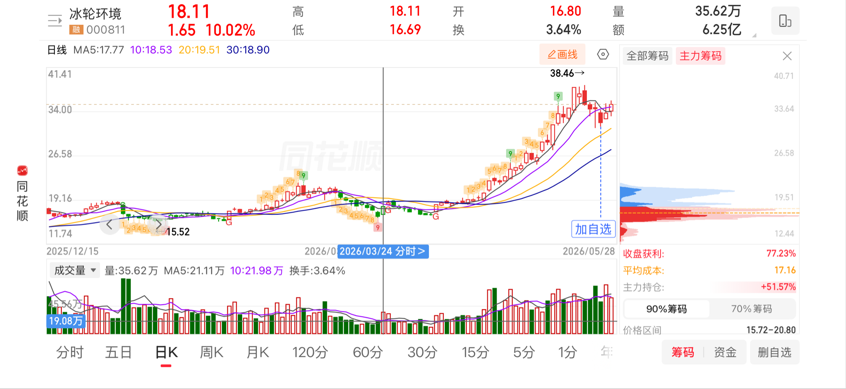 冰轮环境
融 000811
18.11
1.65 10.02%
高 18.11 开 16.80 量 35.62万
低 16.69 换 3.64% 额 6.25亿
日线 MA5:17.77 10:18.53 20:19.51 30:18.90
画线
全部筹码 主力筹码
41.41
34.00
26.58
19.16
11.74
38.46→
15.52
9
9
9
9
G
G
G
同花顺
同花顺
加自选
2025/12/15
2026/0
2026/03/24 分时>
2026/05/28
40.71
33.64
26.58
19.51
12.44
收盘获利: 77.23%
平均成本: 17.16
主力持仓: +51.57%
90%筹码 70%筹码
价格区间 15.72-20.80
成交量 量:35.62万 MA5:21.11万 10:21.98万 换手:3.64%
45.56万
19.08万
分时 五日 日K 周K 月K 120分 60分 30分 15分 5分 1分 年
筹码 资金 删自选